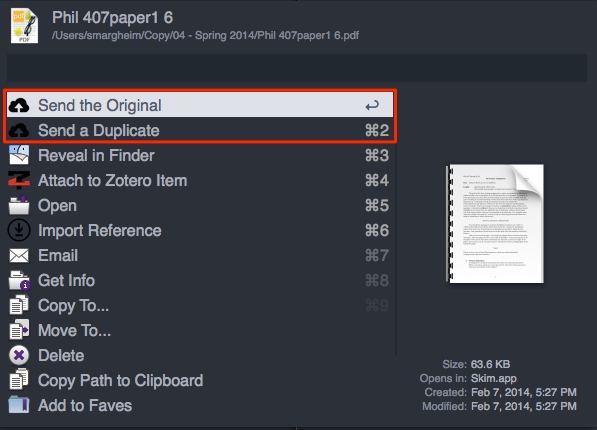 Phil 407paper1 6
/Users/smargheim/Copy/04 - Spring 2014/Phil 407paper1 6.pdf
Send the Original ↩
Send a Duplicate ⌘2
Reveal in Finder ⌘3
Attach to Zotero Item ⌘4
Open ⌘5
Import Reference ⌘6
Email ⌘7
Get Info ⌘8
Copy To... ⌘9
Move To...
Delete
Copy Path to Clipboard
Add to Faves
Size: 63.6 KB
Opens in: Skim.app
Created: Feb 7, 2014, 5:27 PM
Modified: Feb 7, 2014, 5:27 PM